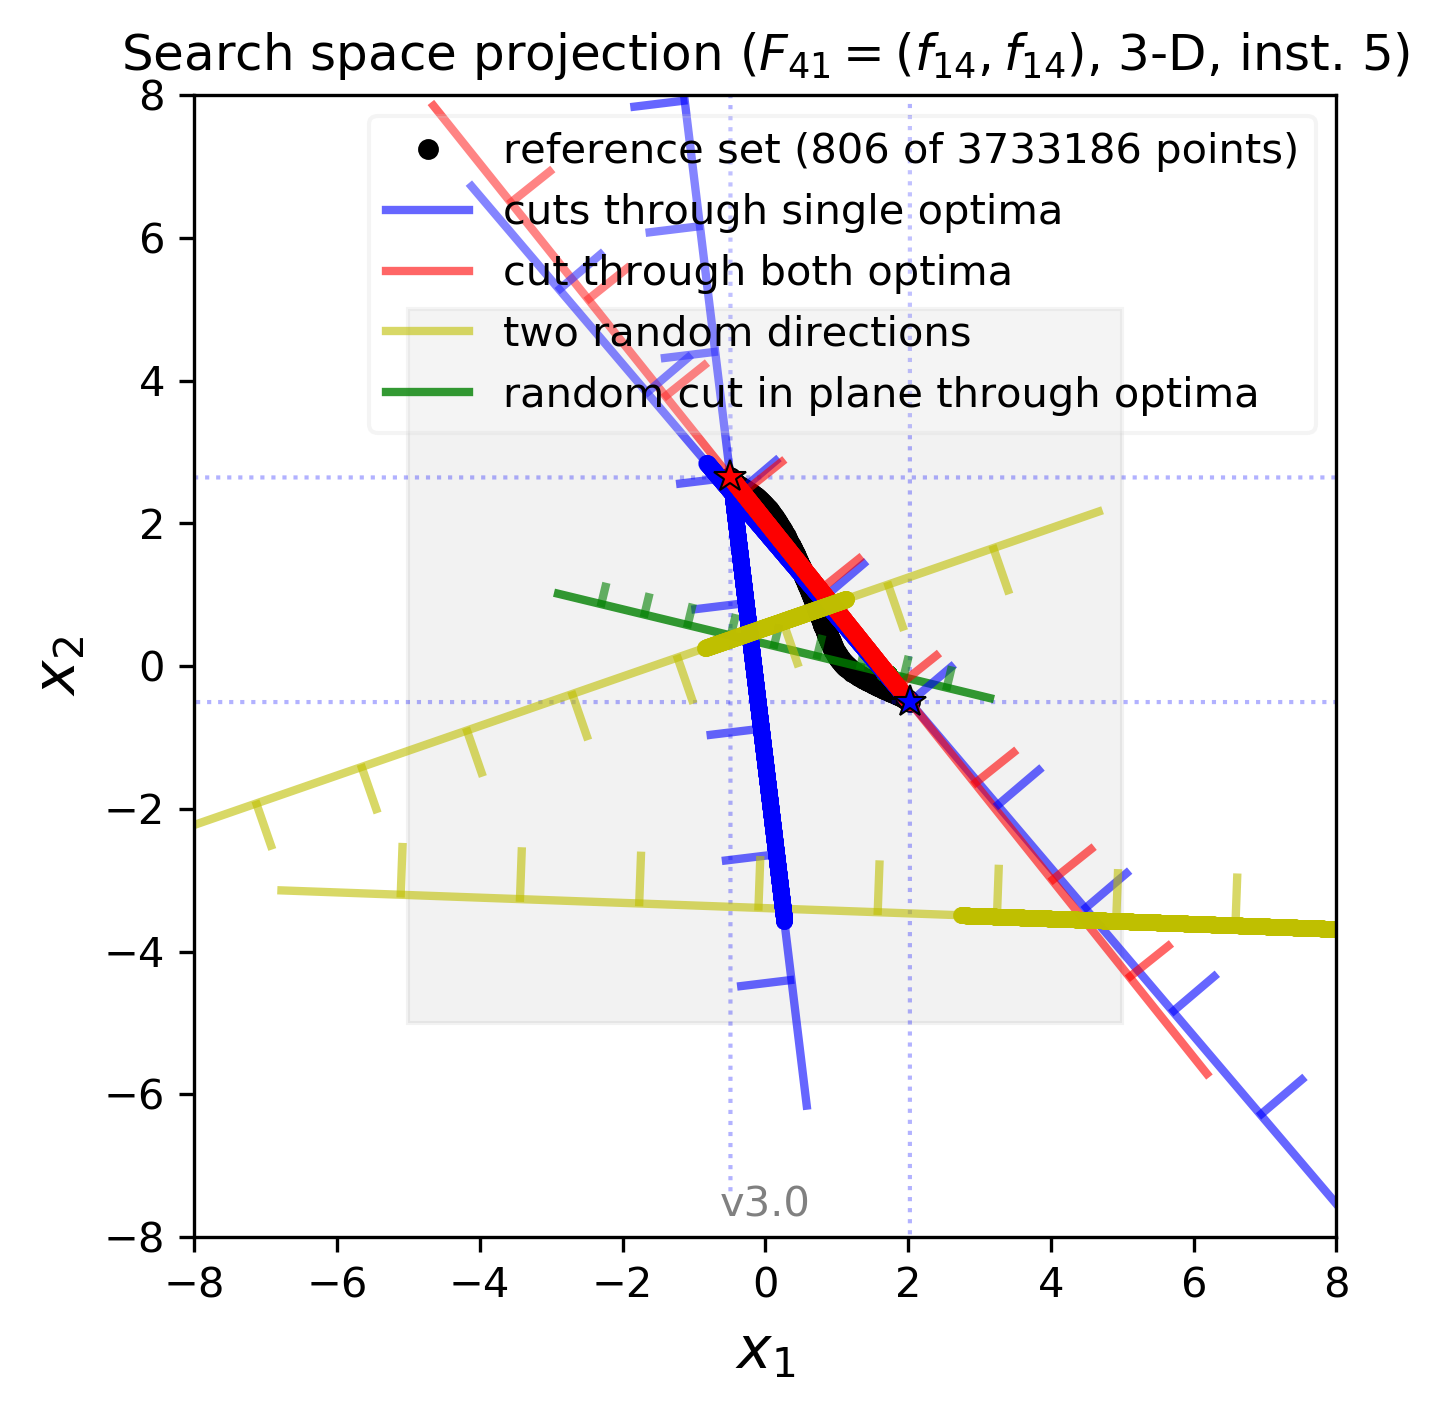 Search space projection (F₄₁ = (f₁₄, f₁₄), 3-D, inst. 5)
reference set (806 of 3733186 points)
cuts through single optima
cut through both optima
two random directions
random cut in plane through optima
8
6
4
2
0
−2
−4
−6
−8
x₂
v3.0
−8 −6 −4 −2 0 2 4 6 8
x₁